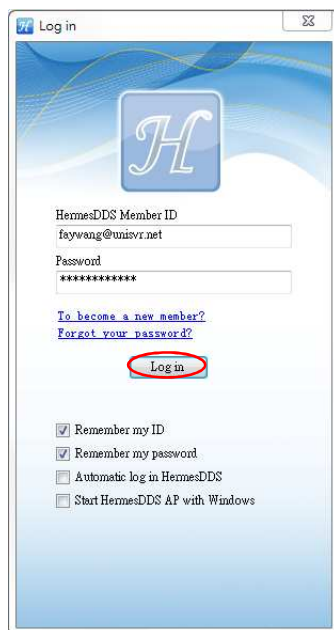 Log in
H
HermesDDS Member ID
faywang@unisvr.net
Password
************
To become a new member?
Forgot your password?
Log in
Remember my ID
Remember my password
Automatic log in HermesDDS
Start HermesDDS AP with Windows